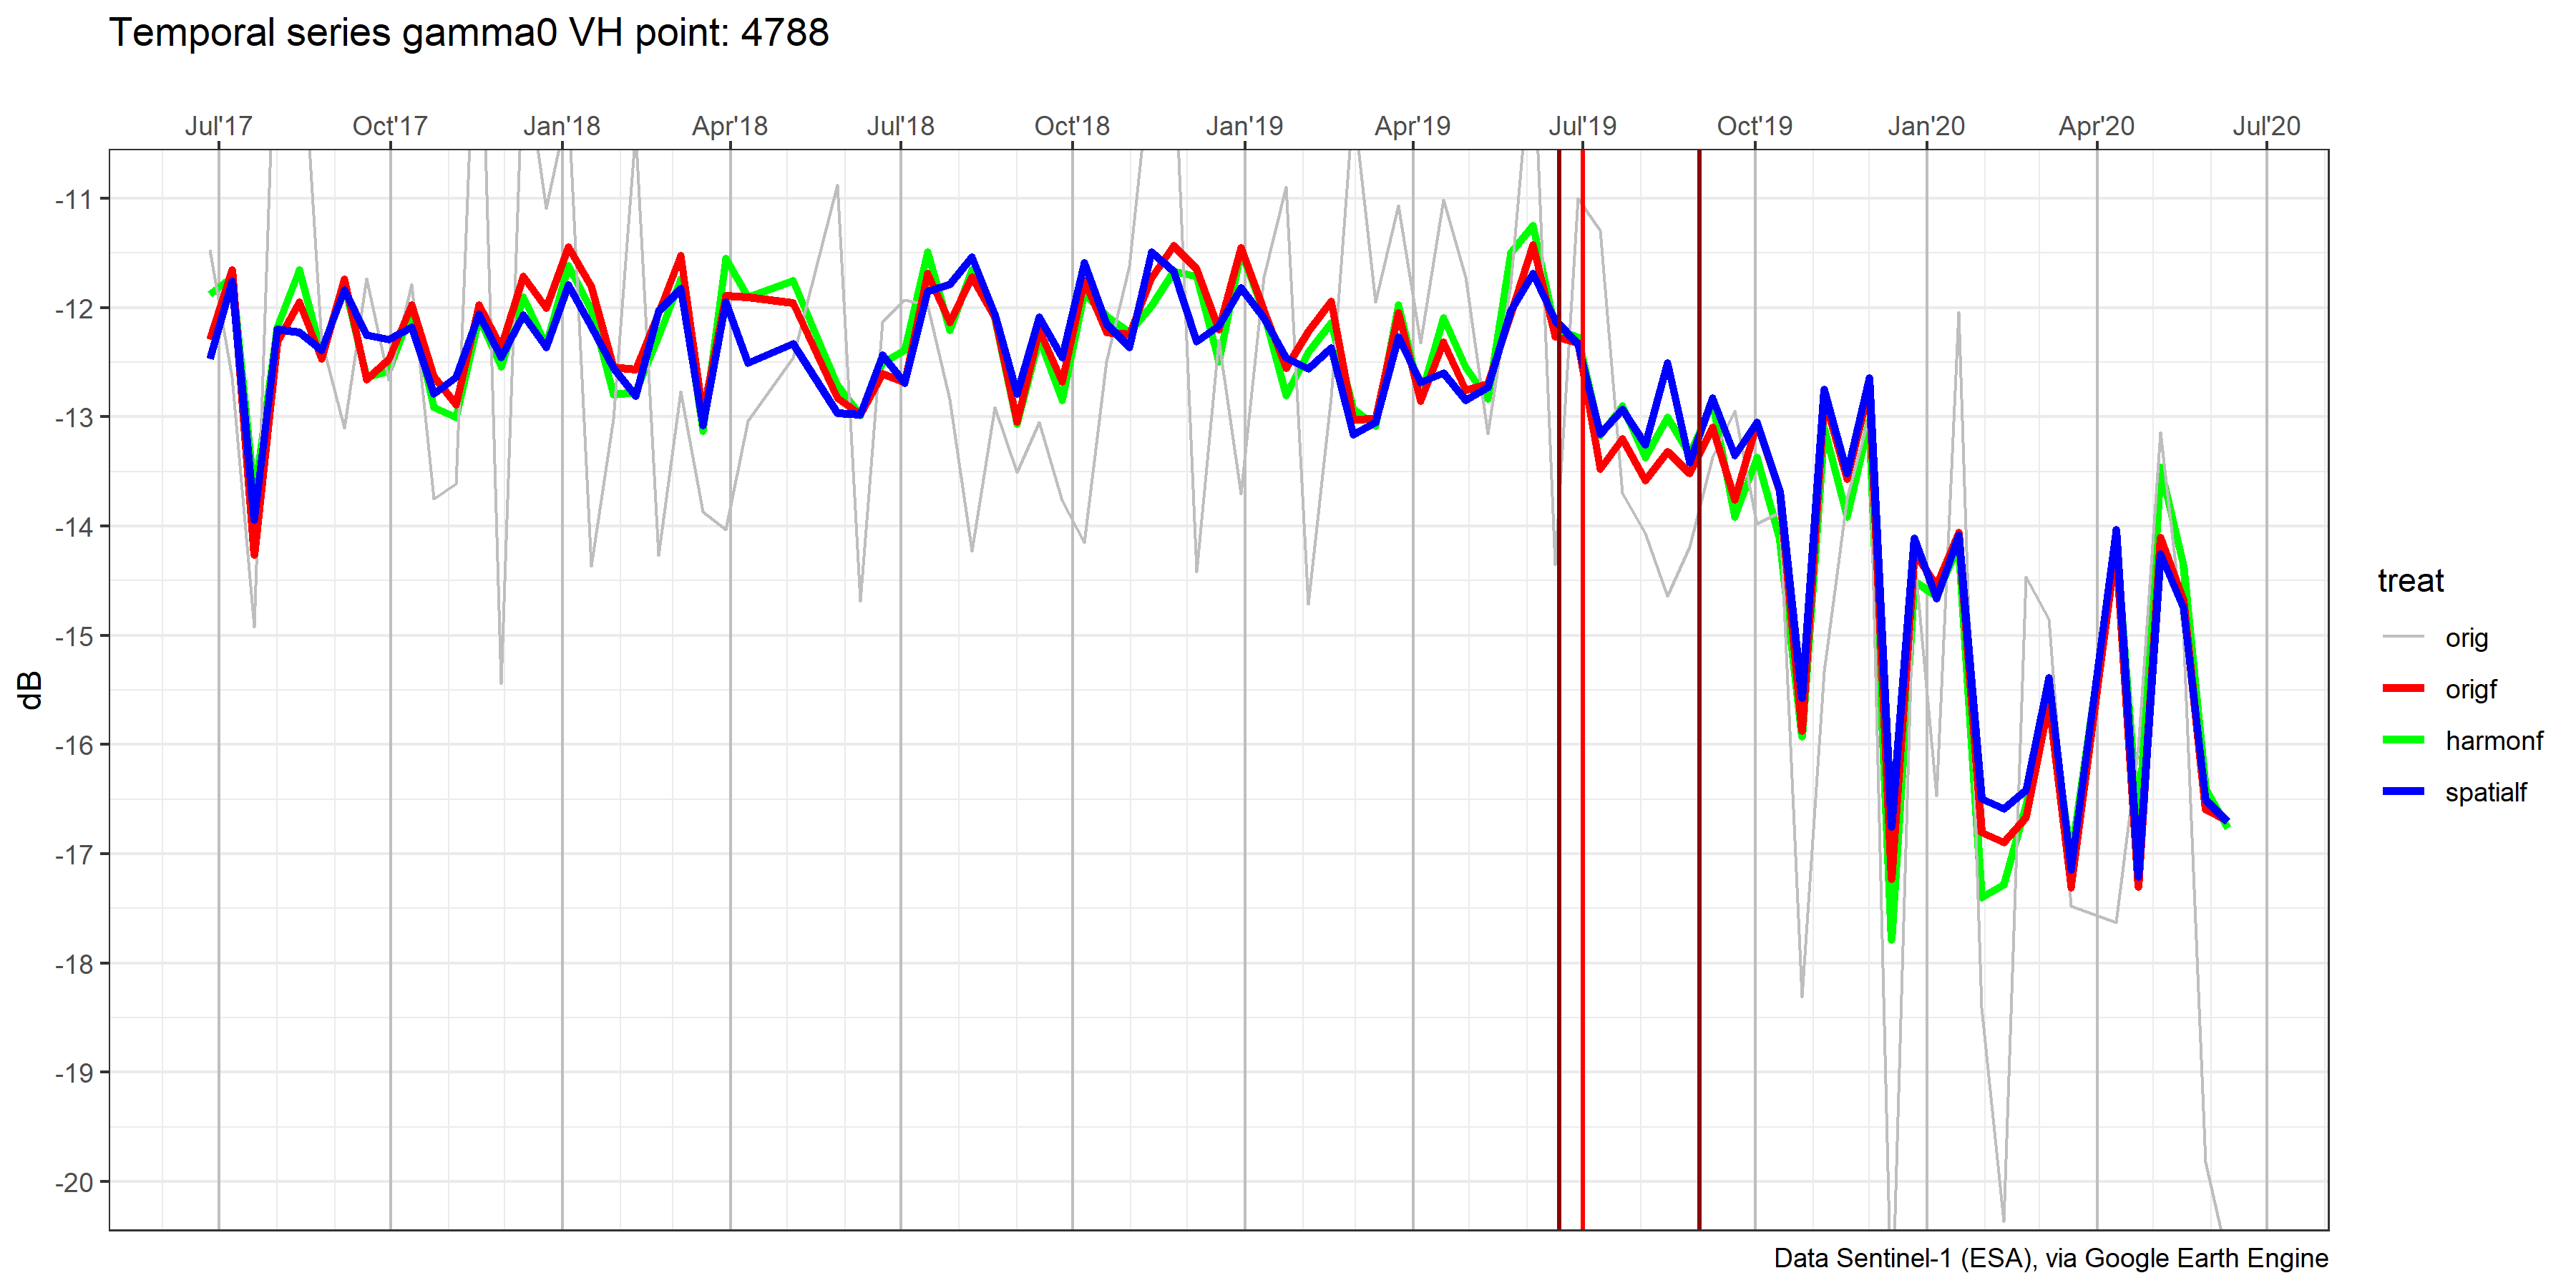 Temporal series gamma0 VH point: 4788
Jul'17 Oct'17 Jan'18 Apr'18 Jul'18 Oct'18 Jan'19 Apr'19 Jul'19 Oct'19 Jan'20 Apr'20 Jul'20
-11
-12
-13
-14
-15
-16
-17
-18
-19
-20
dB
treat
orig
origf
harmonf
spatialf
Data Sentinel-1 (ESA), via Google Earth Engine